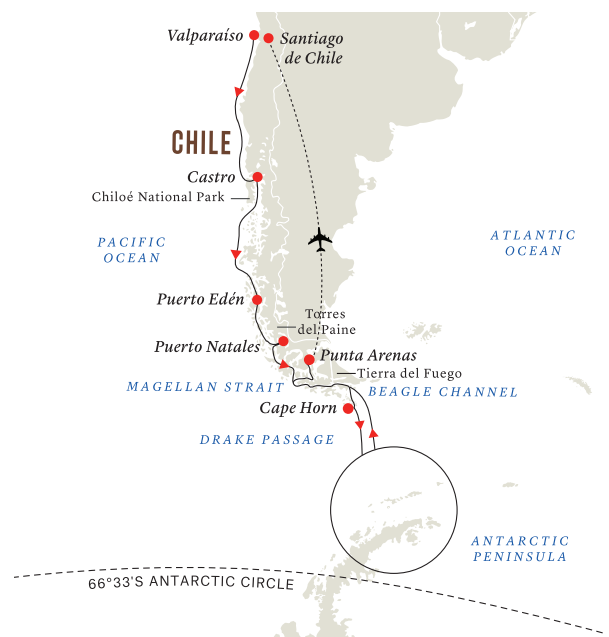 Valparaíso
Santiago
de Chile
CHILE
Castro
Chiloé National Park
PACIFIC
OCEAN
ATLANTIC
OCEAN
Puerto Edén
Torres
del Paine
Puerto Natales
Punta Arenas
Tierra del Fuego
MAGELLAN STRAIT
BEAGLE CHANNEL
Cape Horn
DRAKE PASSAGE
ANTARCTIC
PENINSULA
66°33'S ANTARCTIC CIRCLE